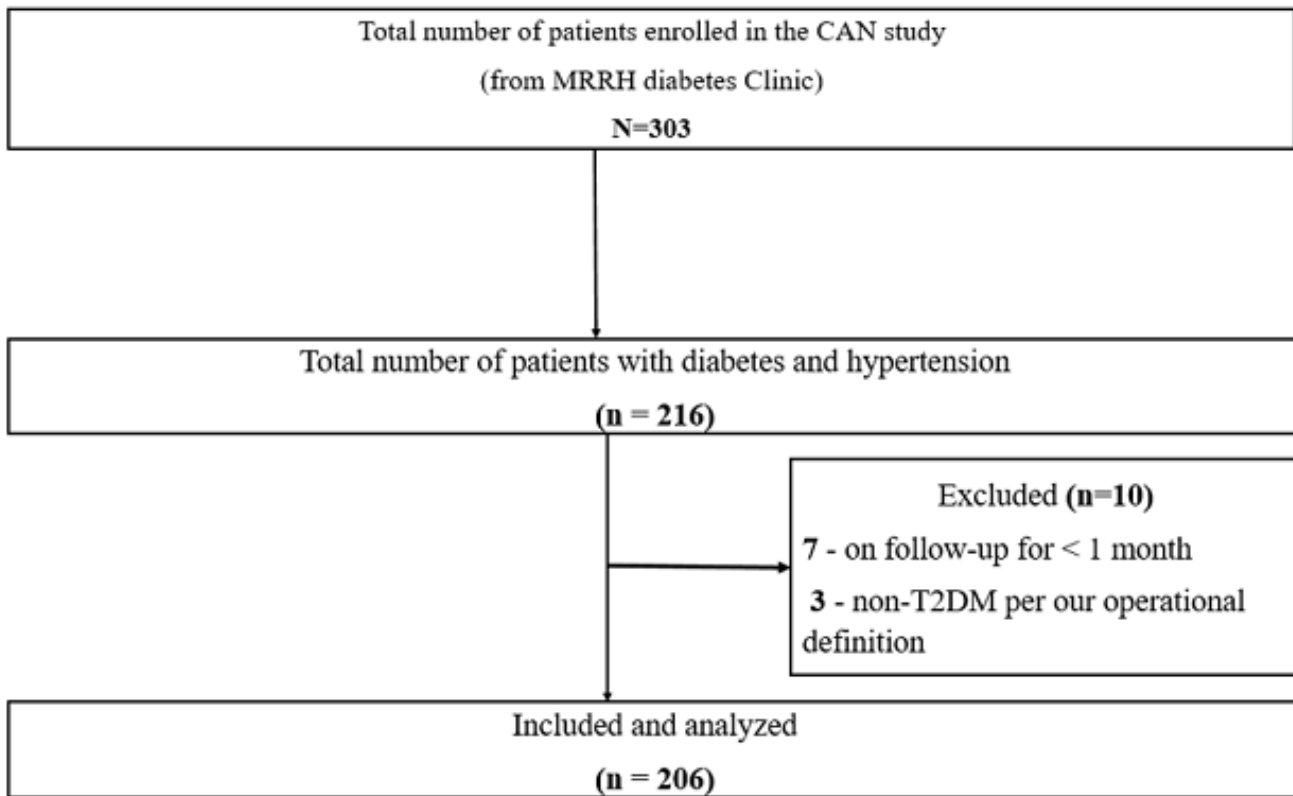 Total number of patients enrolled in the CAN study
(from MRRH diabetes Clinic)
N=303
Total number of patients with diabetes and hypertension
(n = 216)
Excluded (n=10)
7 - on follow-up for < 1 month
3 - non-T2DM per our operational
definition
Included and analyzed
(n = 206)